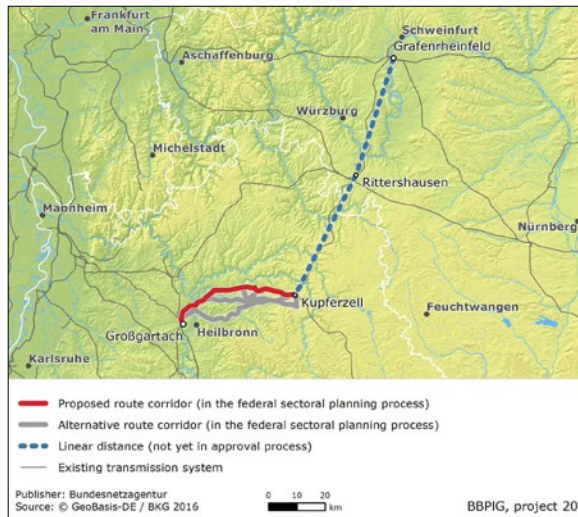 Frankfurt
am Main
Schweinfurt
Grafenrheinfeld
Aschaffenburg
Würzburg
Michelstadt
Rittershausen
Mannheim
Nürnberg
Kupferzell
Feuchtwangen
Großgartach
Heilbronn
Karlsruhe
Proposed route corridor (in the federal sectoral planning process)
Alternative route corridor (in the federal sectoral planning process)
Linear distance (not yet in approval process)
Existing transmission system
Publisher: Bundesnetzagentur
Source: © GeoBasis-DE / BKG 2016
0 10 20
km
BBPlG, project 20